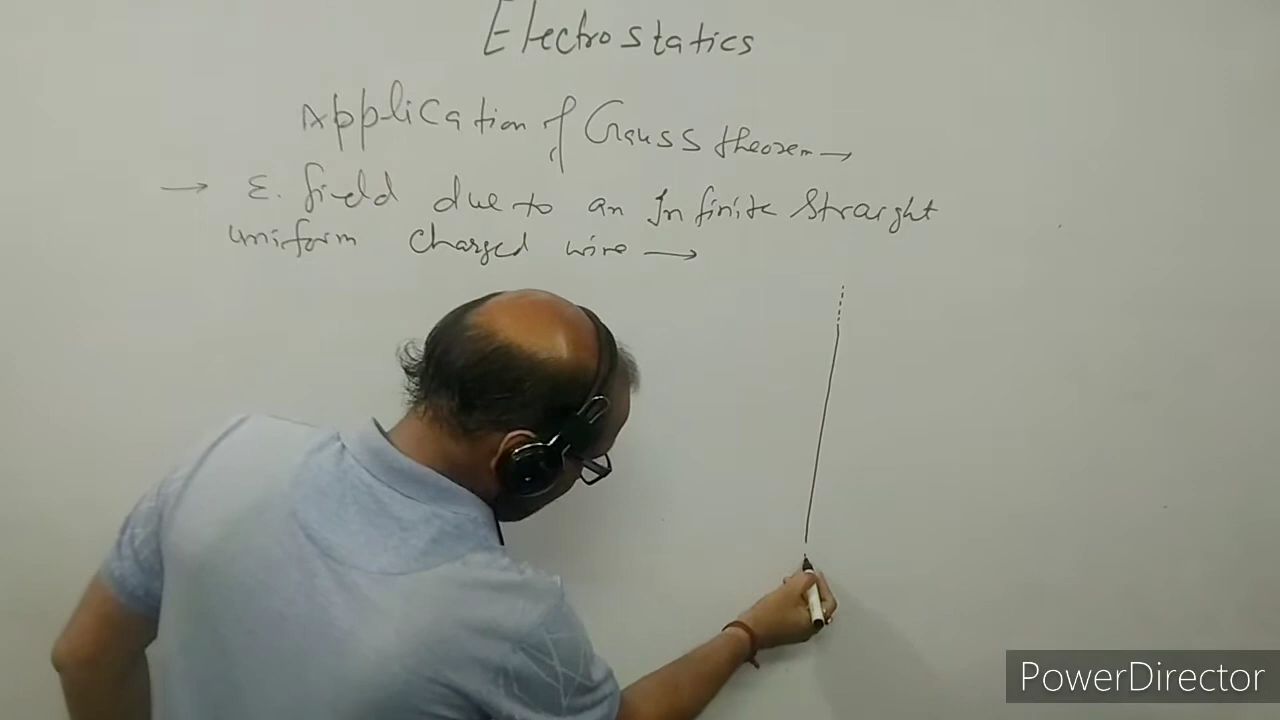 Electrostatics
Application of Gauss theorem →
→ E. field due to an Infinite Straight
uniform charged wire →
PowerDirector